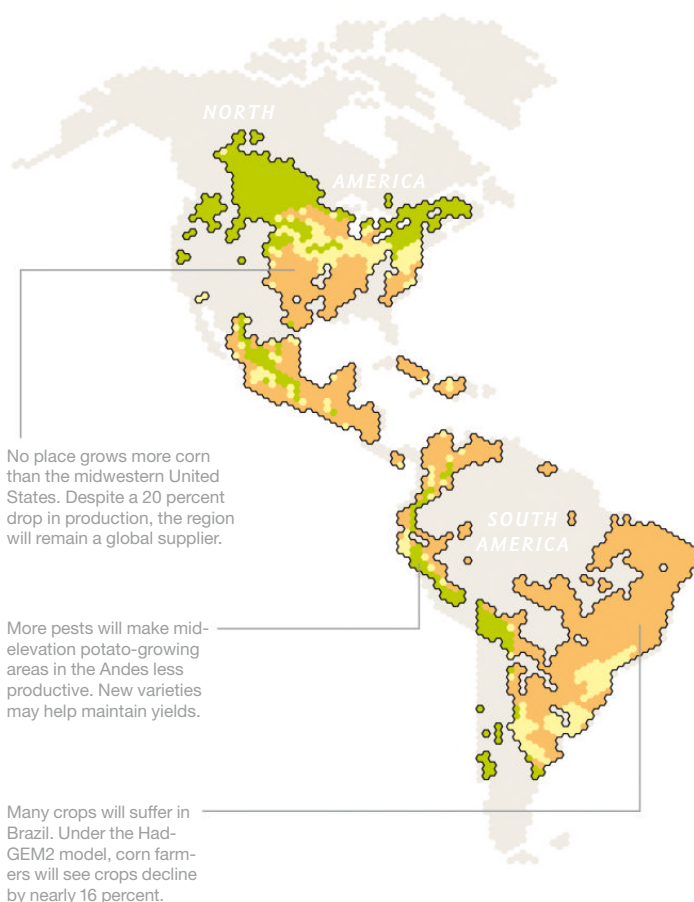 NORTH
AMERICA
No place grows more corn
than the midwestern United
States. Despite a 20 percent
drop in production, the region
will remain a global supplier.
SOUTH
AMERICA
More pests will make mid-
elevation potato-growing
areas in the Andes less
productive. New varieties
may help maintain yields.
Many crops will suffer in
Brazil. Under the Had-
GEM2 model, corn farm-
ers will see crops decline
by nearly 16 percent.